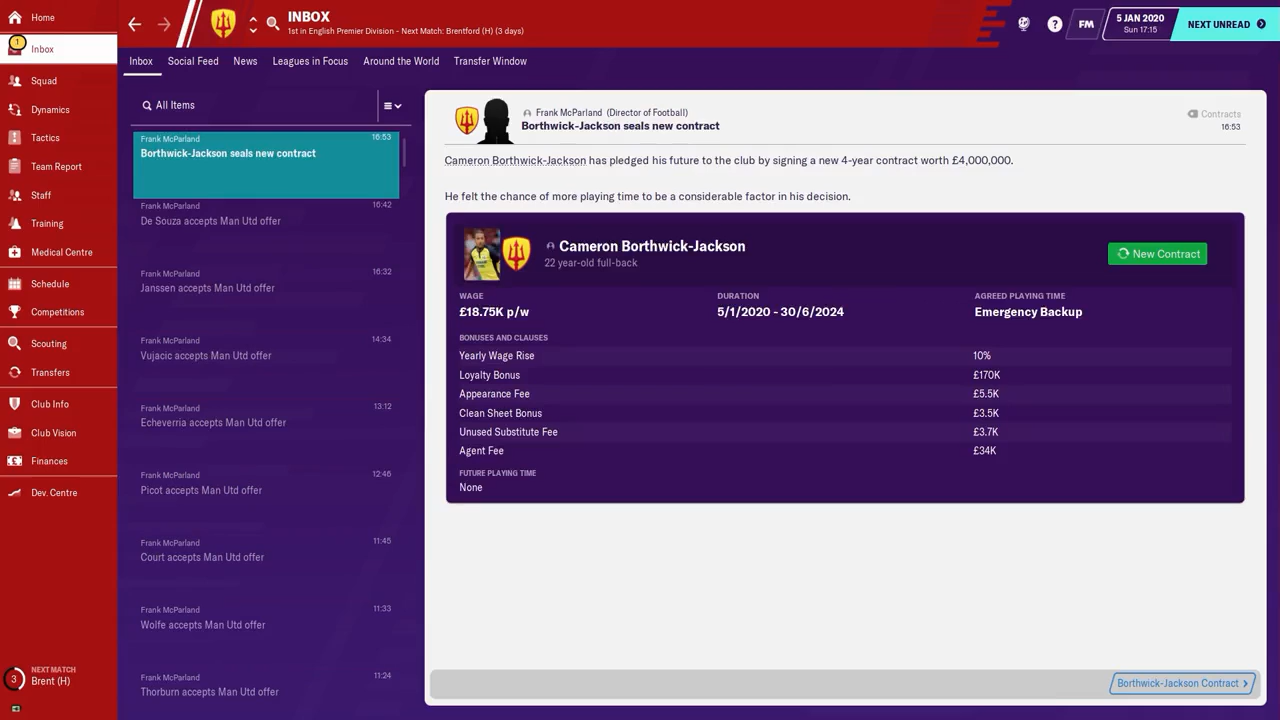 Home
INBOX
1st in English Premier Division - Next Match: Brentford (H) (3 days)
?
FM
5 JAN 2020
Sun 17:15
NEXT UNREAD
1
Inbox
Squad
Dynamics
Tactics
Team Report
Staff
Training
Medical Centre
Schedule
Competitions
Scouting
Transfers
Club Info
Club Vision
Finances
Dev. Centre
NEXT MATCH
3
Brent (H)
Inbox Social Feed News Leagues in Focus Around the World Transfer Window
All Items
Frank McParland 16:53
Borthwick-Jackson seals new contract
Frank McParland 16:42
De Souza accepts Man Utd offer
Frank McParland 16:32
Janssen accepts Man Utd offer
Frank McParland 14:34
Vujacic accepts Man Utd offer
Frank McParland 13:12
Echeverria accepts Man Utd offer
Frank McParland 12:46
Picot accepts Man Utd offer
Frank McParland 11:45
Court accepts Man Utd offer
Frank McParland 11:33
Wolfe accepts Man Utd offer
Frank McParland 11:24
Thorburn accepts Man Utd offer
Frank McParland (Director of Football)
Borthwick-Jackson seals new contract
Contracts
16:53
Cameron Borthwick-Jackson has pledged his future to the club by signing a new 4-year contract worth £4,000,000.
He felt the chance of more playing time to be a considerable factor in his decision.
Cameron Borthwick-Jackson
22 year-old full-back
New Contract
WAGE DURATION AGREED PLAYING TIME
£18.75K p/w 5/1/2020 - 30/6/2024 Emergency Backup
BONUSES AND CLAUSES
Yearly Wage Rise 10%
Loyalty Bonus £170K
Appearance Fee £5.5K
Clean Sheet Bonus £3.5K
Unused Substitute Fee £3.7K
Agent Fee £34K
FUTURE PLAYING TIME
None
Borthwick-Jackson Contract